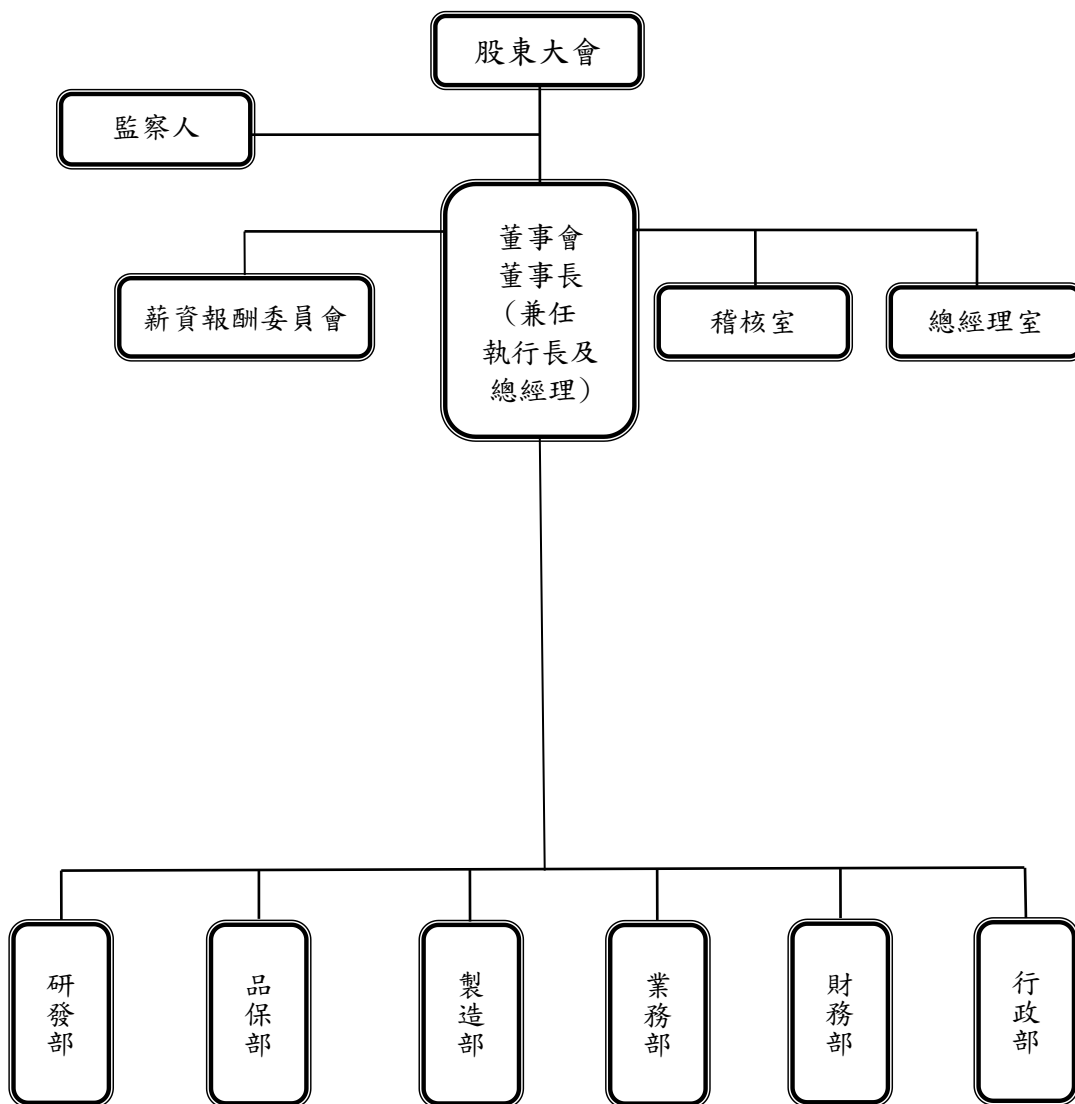 股東大會
監察人
董事會
董事長
（兼任
執行長及
總經理）
薪資報酬委員會
稽核室
總經理室
研發部
品保部
製造部
業務部
財務部
行政部